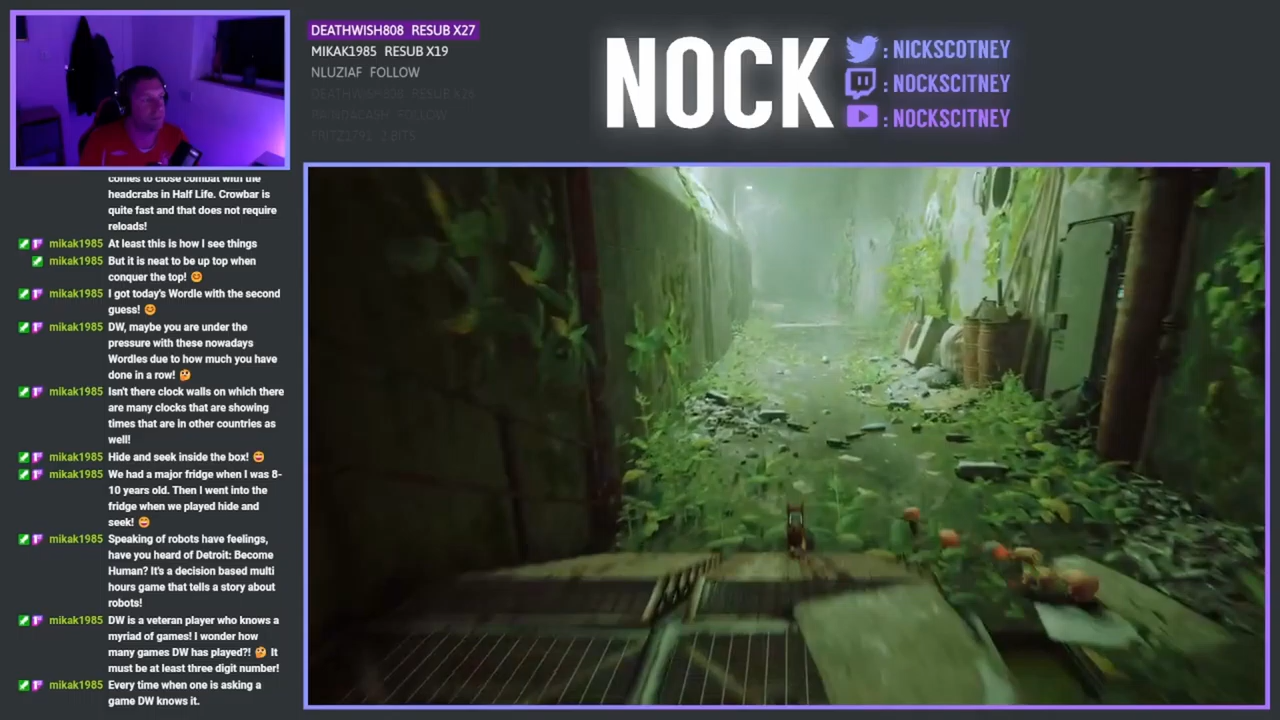 DEATHWISH808 RESUB X27
MIKAK1985 RESUB X19
NLUZIAF FOLLOW
DEATHWISH808 RESUB X26
PANDACASH FOLLOW
FRITZ1791 2 BITS
NOCK
: NICKSCOTNEY
: NOCKSCITNEY
: NOCKSCITNEY
comes to close combat with the
headcrabs in Half Life. Crowbar is
quite fast and that does not require
reloads!
mikak1985 At least this is how I see things
mikak1985 But it is neat to be up top when
conquer the top! 😊
mikak1985 I got today's Wordle with the second
guess! 😊
mikak1985 DW, maybe you are under the
pressure with these nowadays
Wordles due to how much you have
done in a row! 🤔
mikak1985 Isn't there clock walls on which there
are many clocks that are showing
times that are in other countries as
well!
mikak1985 Hide and seek inside the box! 😅
mikak1985 We had a major fridge when I was 8-
10 years old. Then I went into the
fridge when we played hide and
seek! 😅
mikak1985 Speaking of robots have feelings,
have you heard of Detroit: Become
Human? It's a decision based multi
hours game that tells a story about
robots!
mikak1985 DW is a veteran player who knows a
myriad of games! I wonder how
many games DW has played?! 🤔 It
must be at least three digit number!
mikak1985 Every time when one is asking a
game DW knows it.